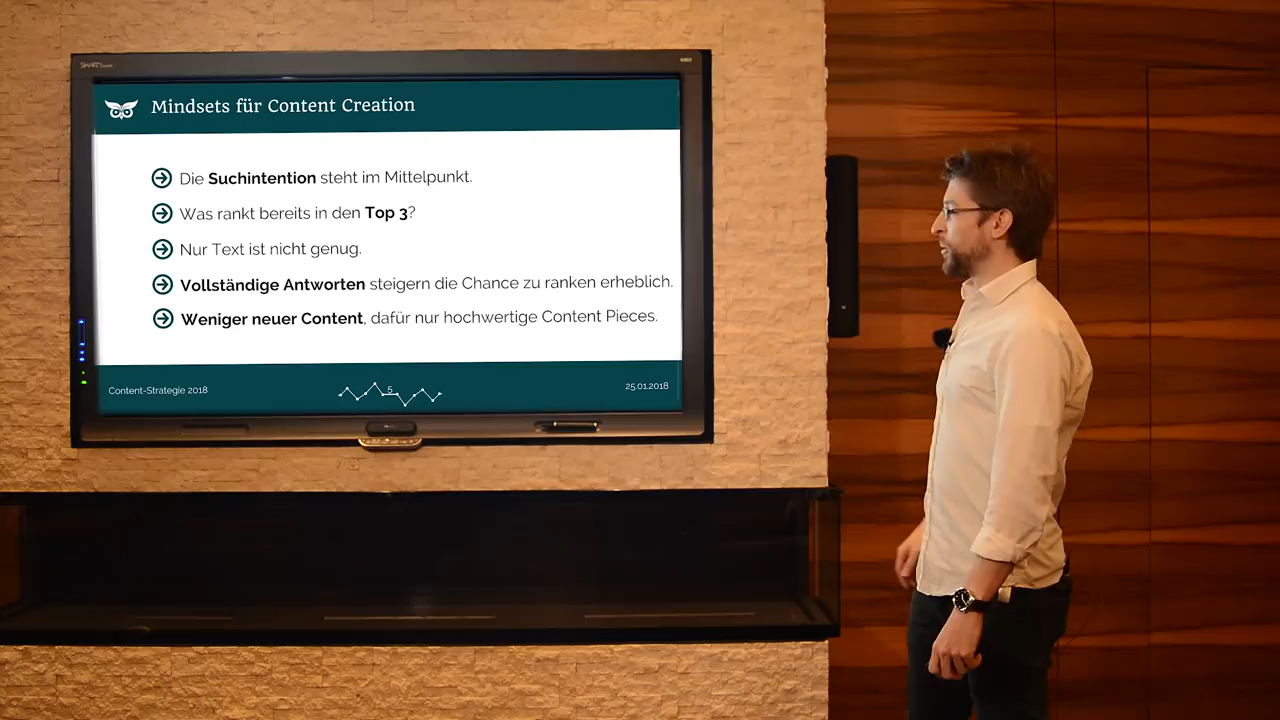 SMART
Mindsets für Content Creation
Die Suchintention steht im Mittelpunkt.
Was rankt bereits in den Top 3?
Nur Text ist nicht genug.
Vollständige Antworten steigern die Chance zu ranken erheblich.
Weniger neuer Content, dafür nur hochwertige Content Pieces.
Content-Strategie 2018
5
25.01.2018